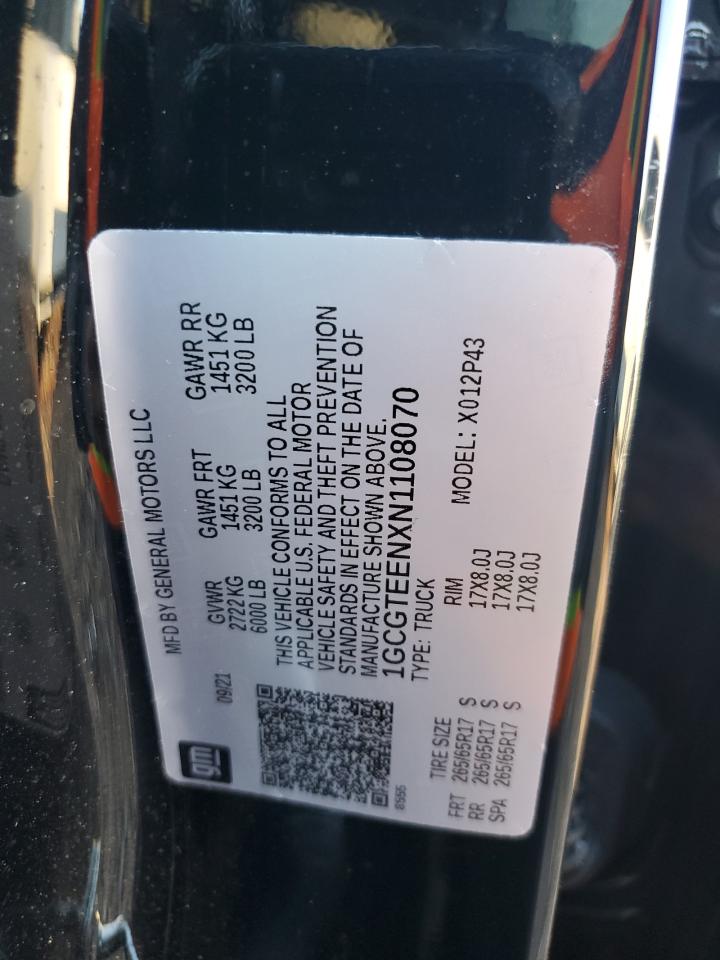 gm
MFD BY GENERAL MOTORS LLC
09/21
GVWR GAWR FRT GAWR RR
2722 KG 1451 KG 1451 KG
6000 LB 3200 LB 3200 LB
THIS VEHICLE CONFORMS TO ALL
APPLICABLE U.S. FEDERAL MOTOR
VEHICLE SAFETY AND THEFT PREVENTION
STANDARDS IN EFFECT ON THE DATE OF
MANUFACTURE SHOWN ABOVE.
1GCGTEENXN1108070
8555
TYPE: TRUCK
MODEL: X012P43
TIRE SIZE RIM
FRT 265/65R17 S 17X8.0J
RR 265/65R17 S 17X8.0J
SPA 265/65R17 S 17X8.0J